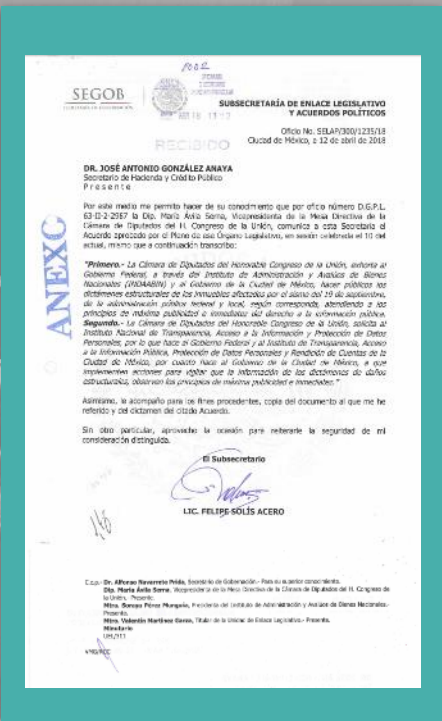 SEGOB
SUBSECRETARÍA DE ENLACE LEGISLATIVO
Y ACUERDOS POLÍTICOS
Oficio No. SELAP/300/1235/18
RECIBIDO
Ciudad de México, a 12 de abril de 2018
DR. JOSÉ ANTONIO GONZÁLEZ ANAYA
Secretario de Hacienda y Crédito Público
P r e s e n t e
Por este medio me permito hacer de su conocimiento que por oficio número D.G.P.L.
63-II-2-2987 la Dip. María Ávila Serna, Vicepresidenta de la Mesa Directiva de la
Cámara de Diputados del H. Congreso de la Unión, comunica a esta Secretaría el
Acuerdo aprobado por el Pleno de ese Órgano Legislativo, en sesión celebrada el 10 del
actual, mismo que a continuación transcribo:
"Primero.- La Cámara de Diputados del Honorable Congreso de la Unión, exhorta al
Gobierno Federal, a través del Instituto de Administración y Avalúos de Bienes
Nacionales (INDAABIN) y al Gobierno de la Ciudad de México, hacer públicos los
dictámenes estructurales de los inmuebles afectados por el sismo del 19 de septiembre,
de la administración pública federal y local, según corresponda, atendiendo a los
principios de máxima publicidad e inmediatez del derecho a la información pública.
Segundo.- La Cámara de Diputados del Honorable Congreso de la Unión, solicita al
Instituto Nacional de Transparencia, Acceso a la Información y Protección de Datos
Personales, por lo que hace al Gobierno Federal y al Instituto de Transparencia, Acceso
a la Información Pública, Protección de Datos Personales y Rendición de Cuentas de la
Ciudad de México, por cuanto hace al Gobierno de la Ciudad de México, a que
implementen acciones para vigilar que la información de los dictámenes de daños
estructurales, observen los principios de máxima publicidad e inmediatez."
Asimismo, le acompaño para los fines procedentes, copia del documento al que me he
referido y del dictamen del citado Acuerdo.
Sin otro particular, aprovecho la ocasión para reiterarle la seguridad de mi
consideración distinguida.
El Subsecretario
LIC. FELIPE SOLÍS ACERO
C.c.p.- Dr. Alfonso Navarrete Prida, Secretario de Gobernación.- Para su superior conocimiento.
Dip. María Ávila Serna, Vicepresidenta de la Mesa Directiva de la Cámara de Diputados del H. Congreso de
la Unión.- Presente.
Mtra. Soraya Pérez Munguía, Presidenta del Instituto de Administración y Avalúos de Bienes Nacionales.-
Presente.
Mtro. Valentín Martínez Garza, Titular de la Unidad de Enlace Legislativo.- Presente.
Minutario
ANEXO